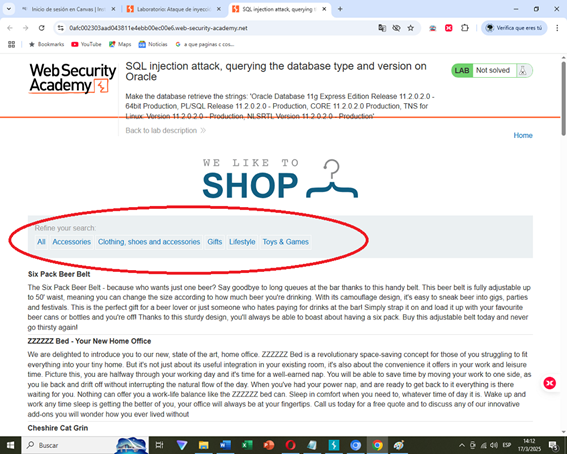 Inicio de sesión en Canvas | In
Laboratorio: Ataque de inyecció
SQL injection attack, querying t
0afc002303aad043811e4ebb00ec00e6.web-security-academy.net
Verifica que eres tú
Bookmarks
YouTube
Gmail
Maps
Noticias
a que paginas c cos...
Web Security
Academy
SQL injection attack, querying the database type and version on
Oracle
LAB
Not solved
Make the database retrieve the strings: 'Oracle Database 11g Express Edition Release 11.2.0.2.0 -
64bit Production, PL/SQL Release 11.2.0.2.0 - Production, CORE 11.2.0.2.0 Production, TNS for
Linux: Version 11.2.0.2.0 - Production, NLSRTL Version 11.2.0.2.0 - Production'
Back to lab description
Home
WE LIKE TO
SHOP
Refine your search:
All Accessories Clothing, shoes and accessories Gifts Lifestyle Toys & Games
Six Pack Beer Belt
The Six Pack Beer Belt - because who wants just one beer? Say goodbye to long queues at the bar thanks to this handy belt. This beer belt is fully adjustable
up to 50' waist, meaning you can change the size according to how much beer you're drinking. With its camouflage design, it's easy to sneak beer into gigs, parties
and festivals. This is the perfect gift for a beer lover or just someone who hates paying for drinks at the bar! Simply strap it on and load it up with your favourite
beer cans or bottles and you're off! Thanks to this sturdy design, you'll always be able to boast about having a six pack. Buy this adjustable belt today and never
go thirsty again!
ZZZZZZ Bed - Your New Home Office
We are delighted to introduce you to our new, state of the art, home office. ZZZZZZ Bed is a revolutionary space-saving concept for those of you struggling to fit
everything into your tiny home. But it's not just about its useful integration in your existing room, it's also about the convenience it offers in your work and leisure
time. Picture this, you are halfway through your working day and it's time for a well-earned nap. You will be able to save time by moving your work to one side, as
you lie back and drift off without interrupting the natural flow of the day. When you've had your power nap, and are ready to get back to it everything is there
waiting for you. Nothing can offer you a work-life balance like the ZZZZZZ bed can. Sleep in comfort when you need to, whatever time of day it is. Wake up and
work any time sleep is getting the better of you, your office will always be at your fingertips. Call us today for a free quote and to discuss any of our innovative
add-ons you will wonder how you ever lived without
Cheshire Cat Grin
Buscar
ESP
14:12
17/3/2025